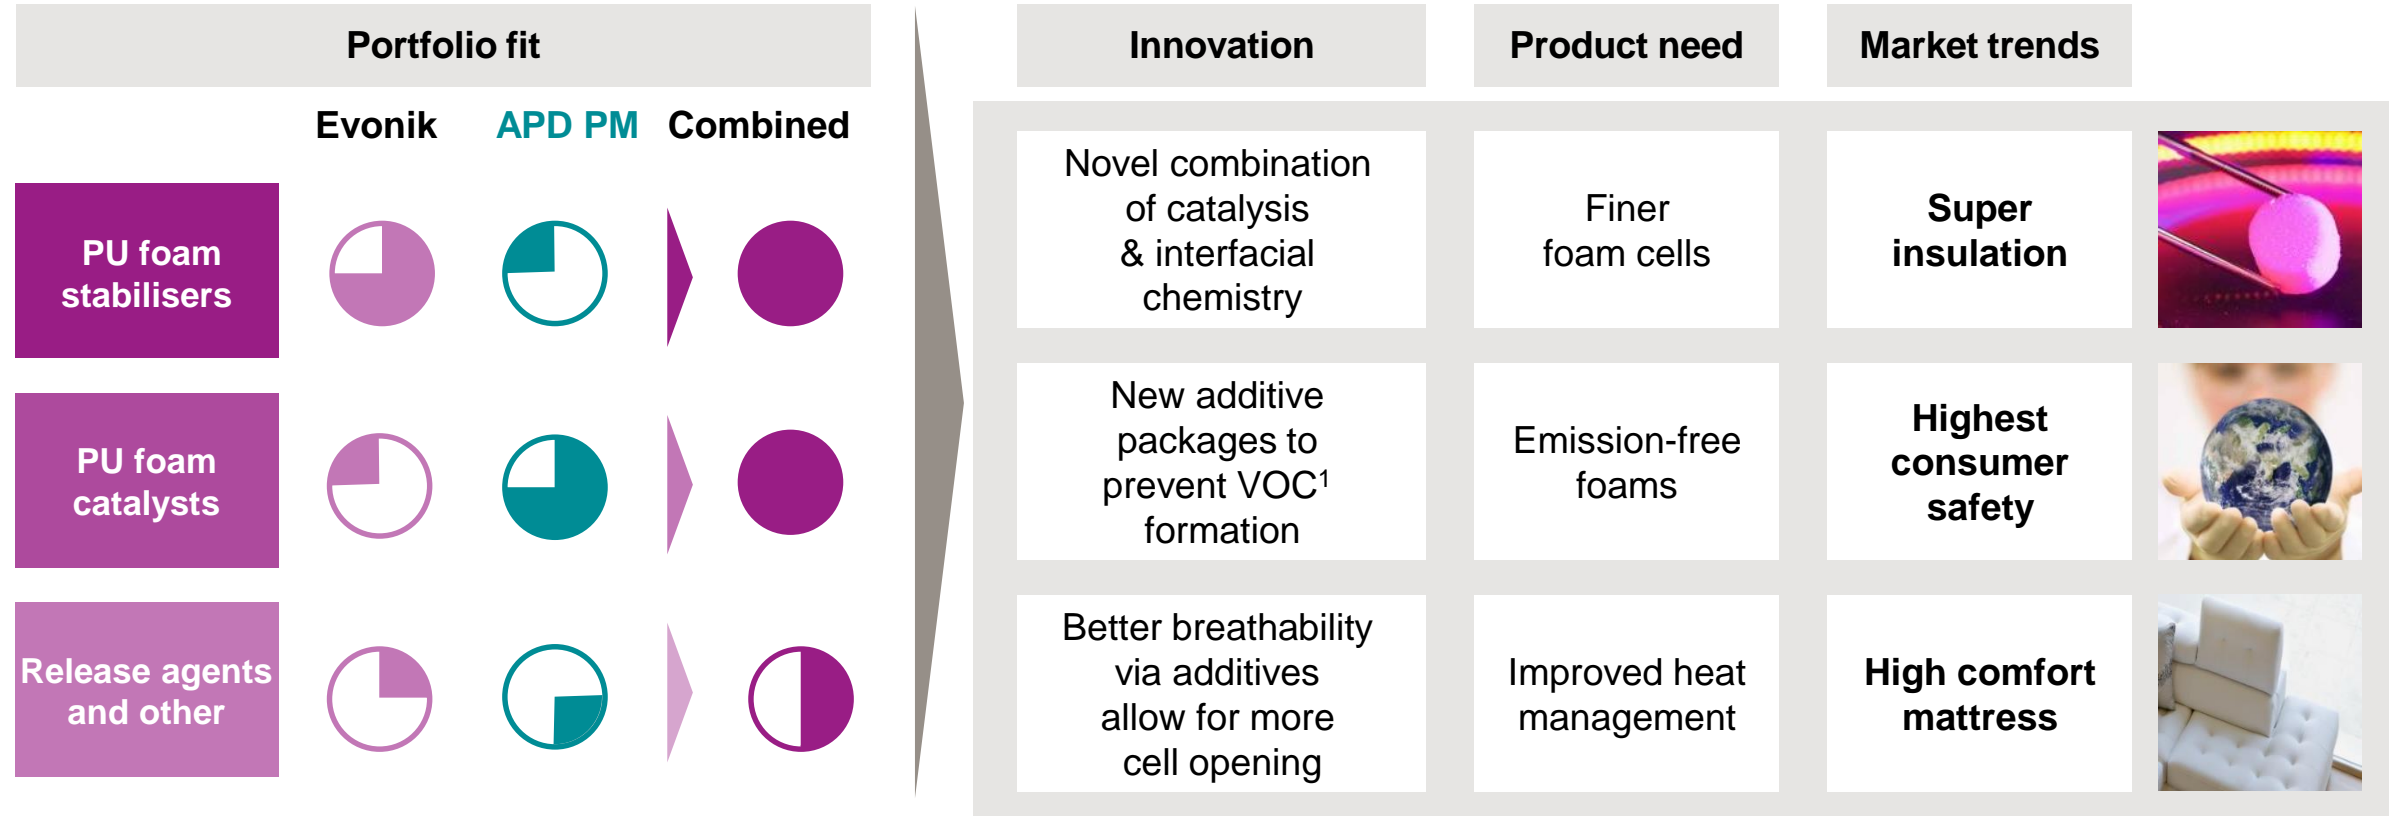 Portfolio fit
Innovation
Product need
Market trends
Evonik
APD PM
Combined
PU foam
stabilisers
Novel combination
of catalysis
& interfacial
chemistry
Finer
foam cells
Super
insulation
PU foam
catalysts
New additive
packages to
prevent VOC¹
formation
Emission-free
foams
Highest
consumer
safety
Release agents
and other
Better breathability
via additives
allow for more
cell opening
Improved heat
management
High comfort
mattress